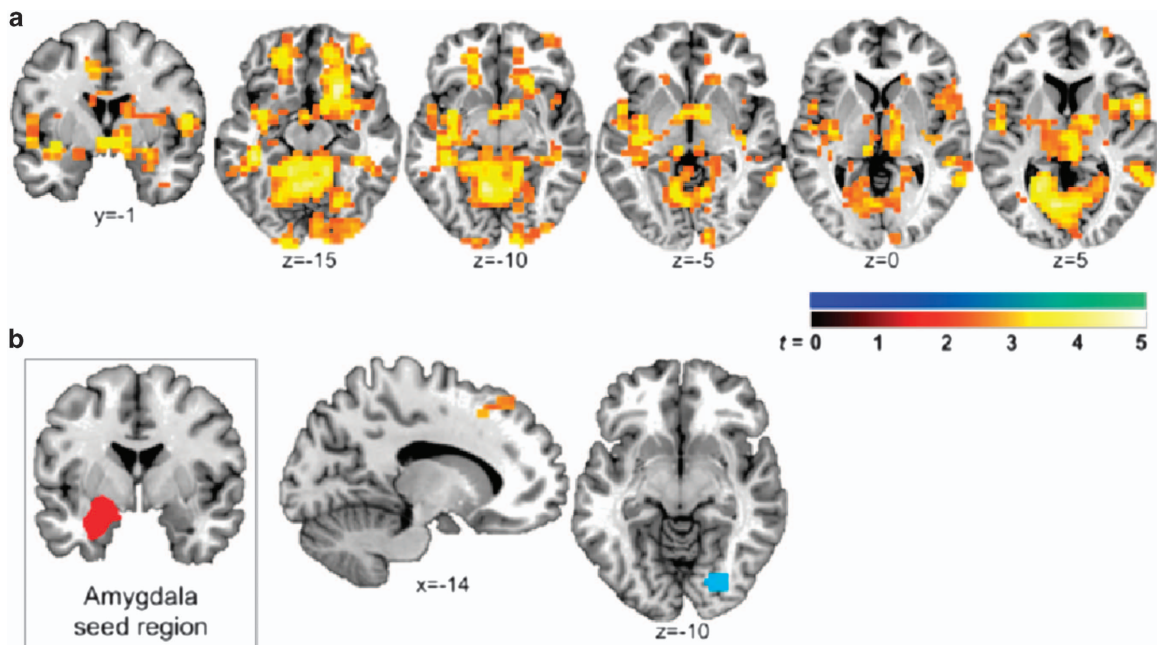 a
y=-1
z=-15
z=-10
z=-5
z=0
z=5
t = 0 1 2 3 4 5
b
Amygdala
seed region
x=-14
z=-10